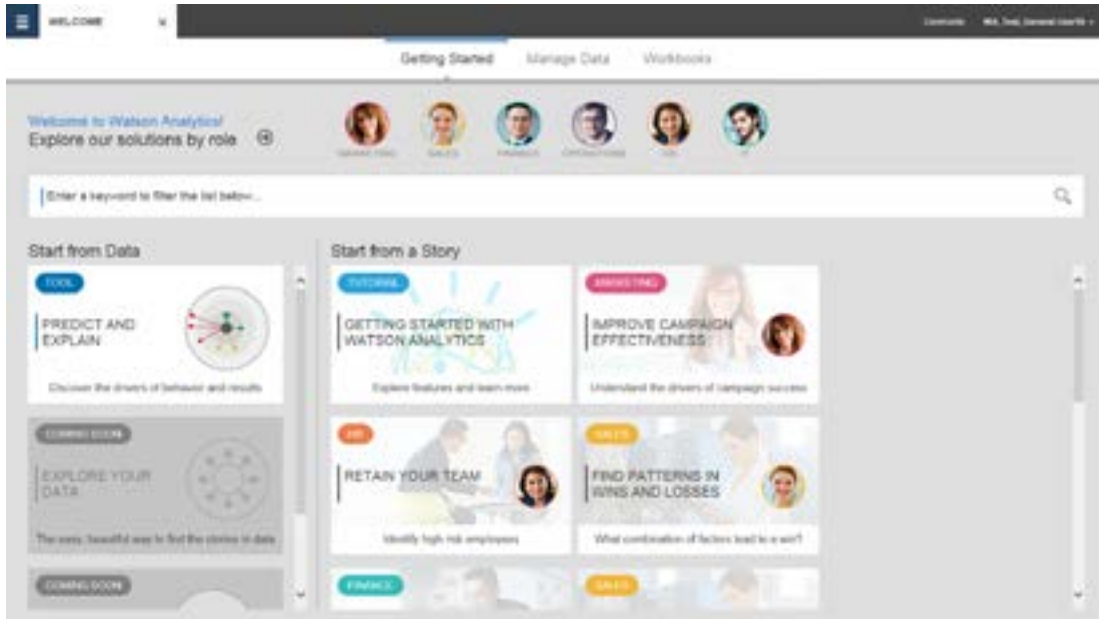 WELCOME
Getting Started
Manage Data
Workbooks
Welcome to Watson Analytics!
Explore our solutions by role
MARKETING
SALES
FINANCE
OPERATIONS
HR
IT
Enter a keyword to filter the list below...
Start from Data
Start from a Story
TOOL
PREDICT AND
EXPLAIN
Discover the drivers of behavior and results
COMING SOON
EXPLORE YOUR
DATA
The easy, beautiful way to find the stories in data
COMING SOON
TUTORIAL
GETTING STARTED WITH
WATSON ANALYTICS
Explore features and learn more
MARKETING
IMPROVE CAMPAIGN
EFFECTIVENESS
Understand the drivers of campaign success
HR
RETAIN YOUR TEAM
Identify high risk employees
SALES
FIND PATTERNS IN
WINS AND LOSSES
What combination of factors lead to a win?
FINANCE
SALES